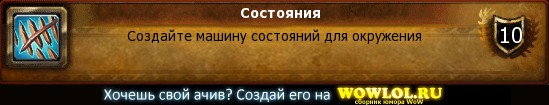 Состояния
Создайте машину состояний для окружения
10
Хочешь свой ачив? Создай его на WOWLOL.RU
сборник юмора WoW